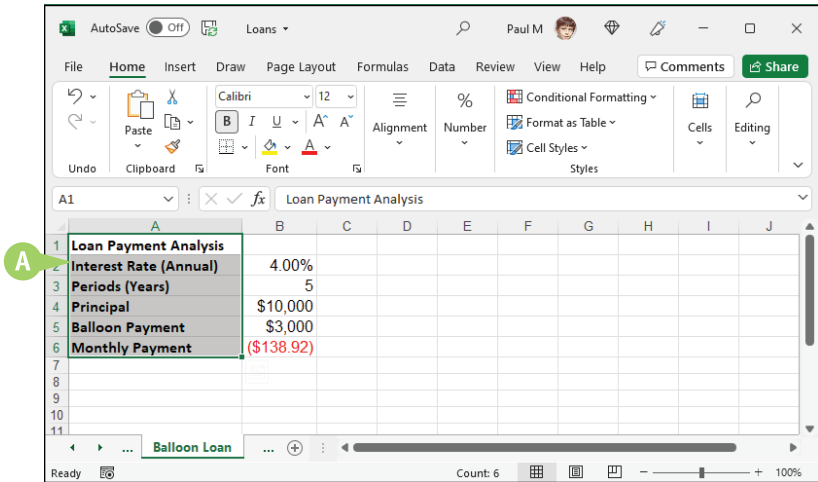 AutoSave Off Loans Paul M
File Home Insert Draw Page Layout Formulas Data Review View Help Comments Share
Calibri 12
Paste B I U A A Alignment % Number Conditional Formatting Cells Editing
Format as Table
Cell Styles
Undo Clipboard Font Styles
A1 fx Loan Payment Analysis
A B C D E F G H I J
1 Loan Payment Analysis
A
2 Interest Rate (Annual) 4.00%
3 Periods (Years) 5
4 Principal $10,000
5 Balloon Payment $3,000
6 Monthly Payment ($138.92)
7
8
9
10
11
... Balloon Loan ...
Ready Count: 6 100%